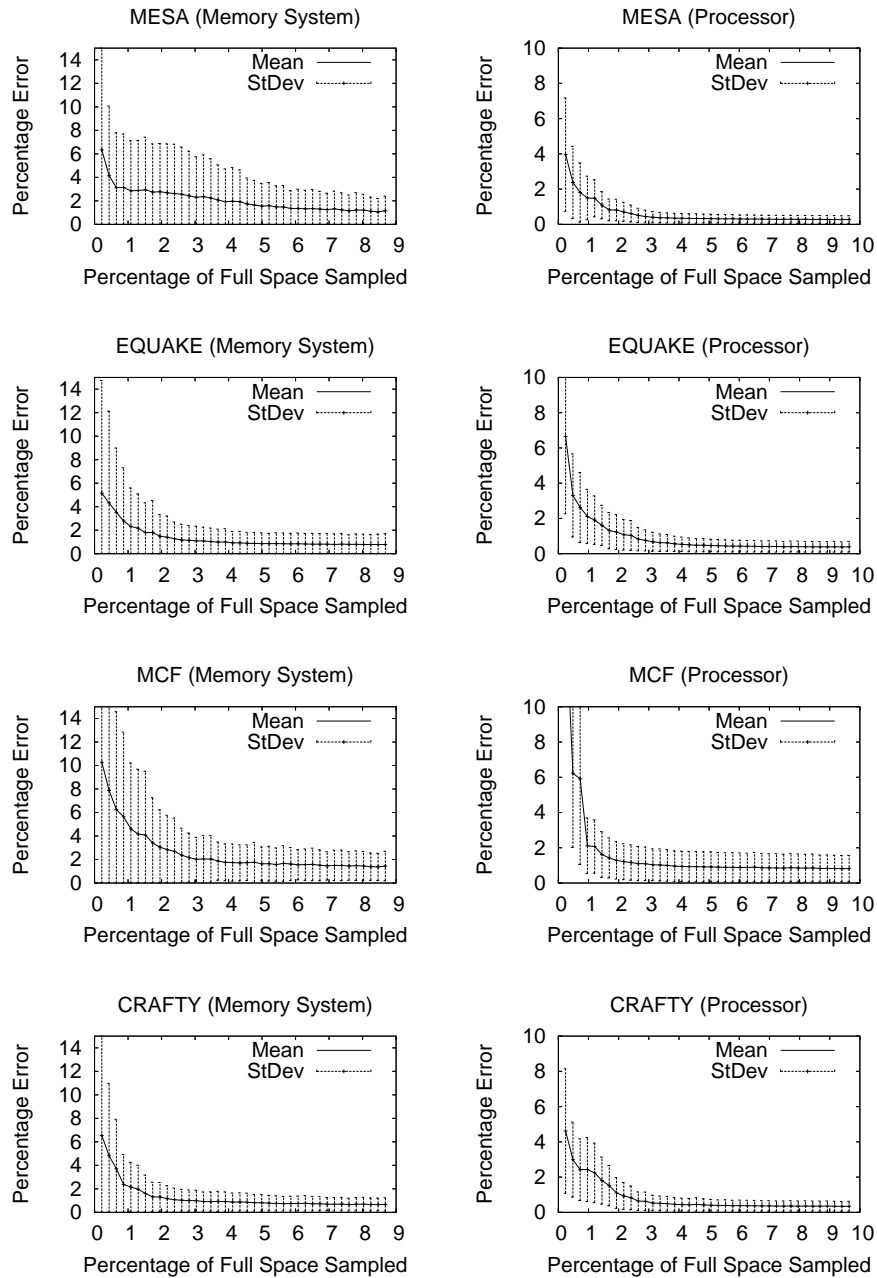 MESA (Memory System)
Percentage Error
14
12
10
8
6
4
2
0
Mean
StDev
0 1 2 3 4 5 6 7 8 9
Percentage of Full Space Sampled
MESA (Processor)
Percentage Error
10
8
6
4
2
0
Mean
StDev
0 1 2 3 4 5 6 7 8 9 10
Percentage of Full Space Sampled
EQUAKE (Memory System)
Percentage Error
14
12
10
8
6
4
2
0
Mean
StDev
0 1 2 3 4 5 6 7 8 9
Percentage of Full Space Sampled
EQUAKE (Processor)
Percentage Error
10
8
6
4
2
0
Mean
StDev
0 1 2 3 4 5 6 7 8 9 10
Percentage of Full Space Sampled
MCF (Memory System)
Percentage Error
14
12
10
8
6
4
2
0
Mean
StDev
0 1 2 3 4 5 6 7 8 9
Percentage of Full Space Sampled
MCF (Processor)
Percentage Error
10
8
6
4
2
0
Mean
StDev
0 1 2 3 4 5 6 7 8 9 10
Percentage of Full Space Sampled
CRAFTY (Memory System)
Percentage Error
14
12
10
8
6
4
2
0
Mean
StDev
0 1 2 3 4 5 6 7 8 9
Percentage of Full Space Sampled
CRAFTY (Processor)
Percentage Error
10
8
6
4
2
0
Mean
StDev
0 1 2 3 4 5 6 7 8 9 10
Percentage of Full Space Sampled